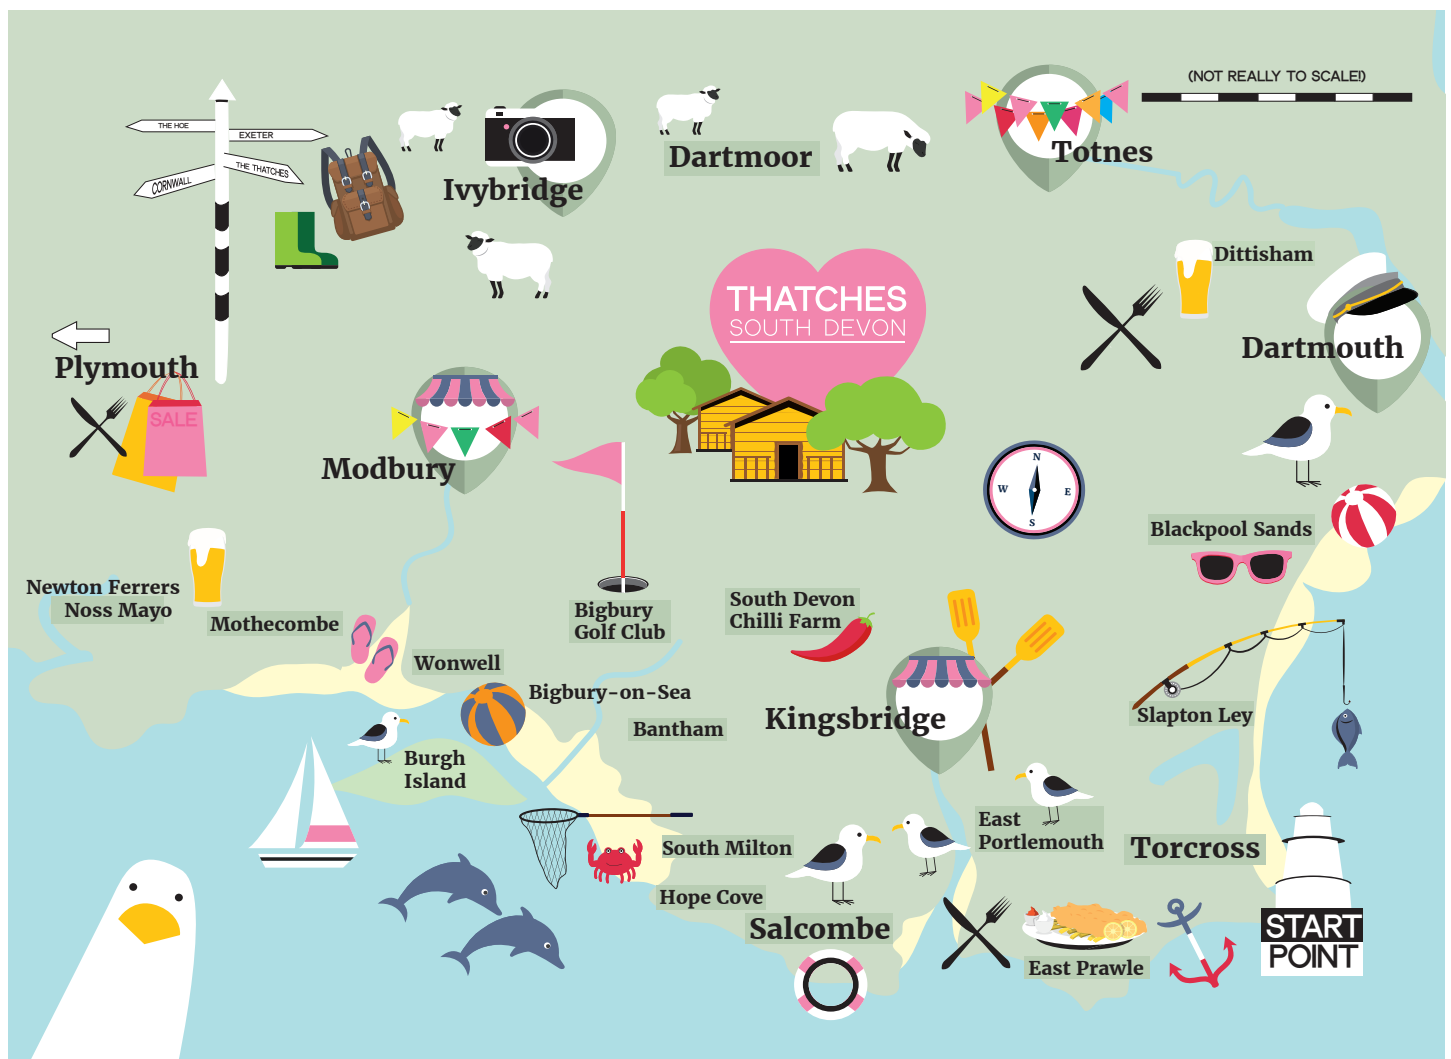 (NOT REALLY TO SCALE!)
THE HOE
EXETER
THE THATCHES
CORNWALL
Ivybridge
Dartmoor
Totnes
Dittisham
THATCHES
SOUTH DEVON
Dartmouth
Plymouth
SALE
Modbury
N
W
E
S
Blackpool Sands
Newton Ferrers
Noss Mayo
Mothecombe
Bigbury
Golf Club
South Devon
Chilli Farm
Wonwell
Bigbury-on-Sea
Bantham
Kingsbridge
Slapton Ley
Burgh
Island
East
Portlemouth
South Milton
Torcross
Hope Cove
Salcombe
START
POINT
East Prawle